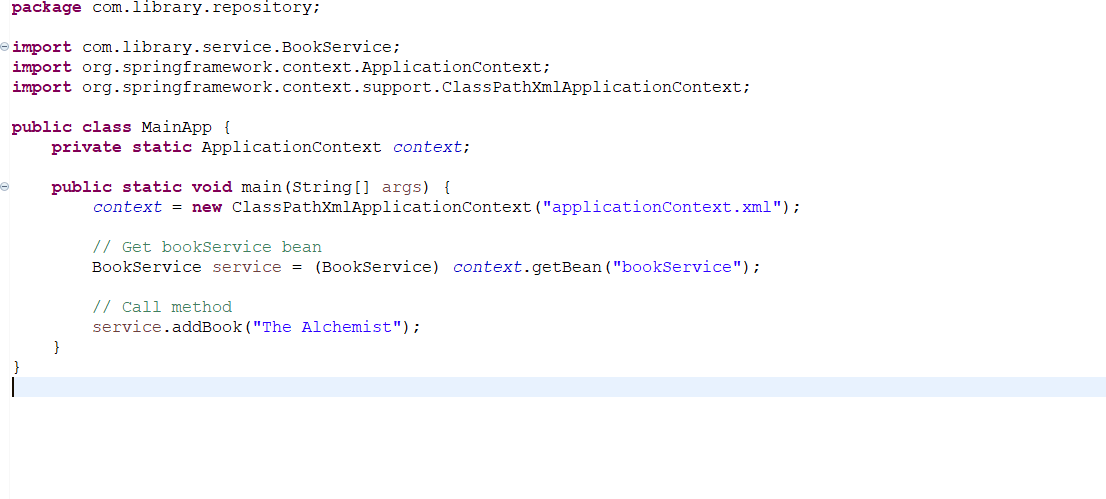 package com.library.repository;
import com.library.service.BookService;
import org.springframework.context.ApplicationContext;
import org.springframework.context.support.ClassPathXmlApplicationContext;
public class MainApp {
    private static ApplicationContext context;
    public static void main(String[] args) {
        context = new ClassPathXmlApplicationContext("applicationContext.xml");
        // Get bookService bean
        BookService service = (BookService) context.getBean("bookService");
        // Call method
        service.addBook("The Alchemist");
    }
}